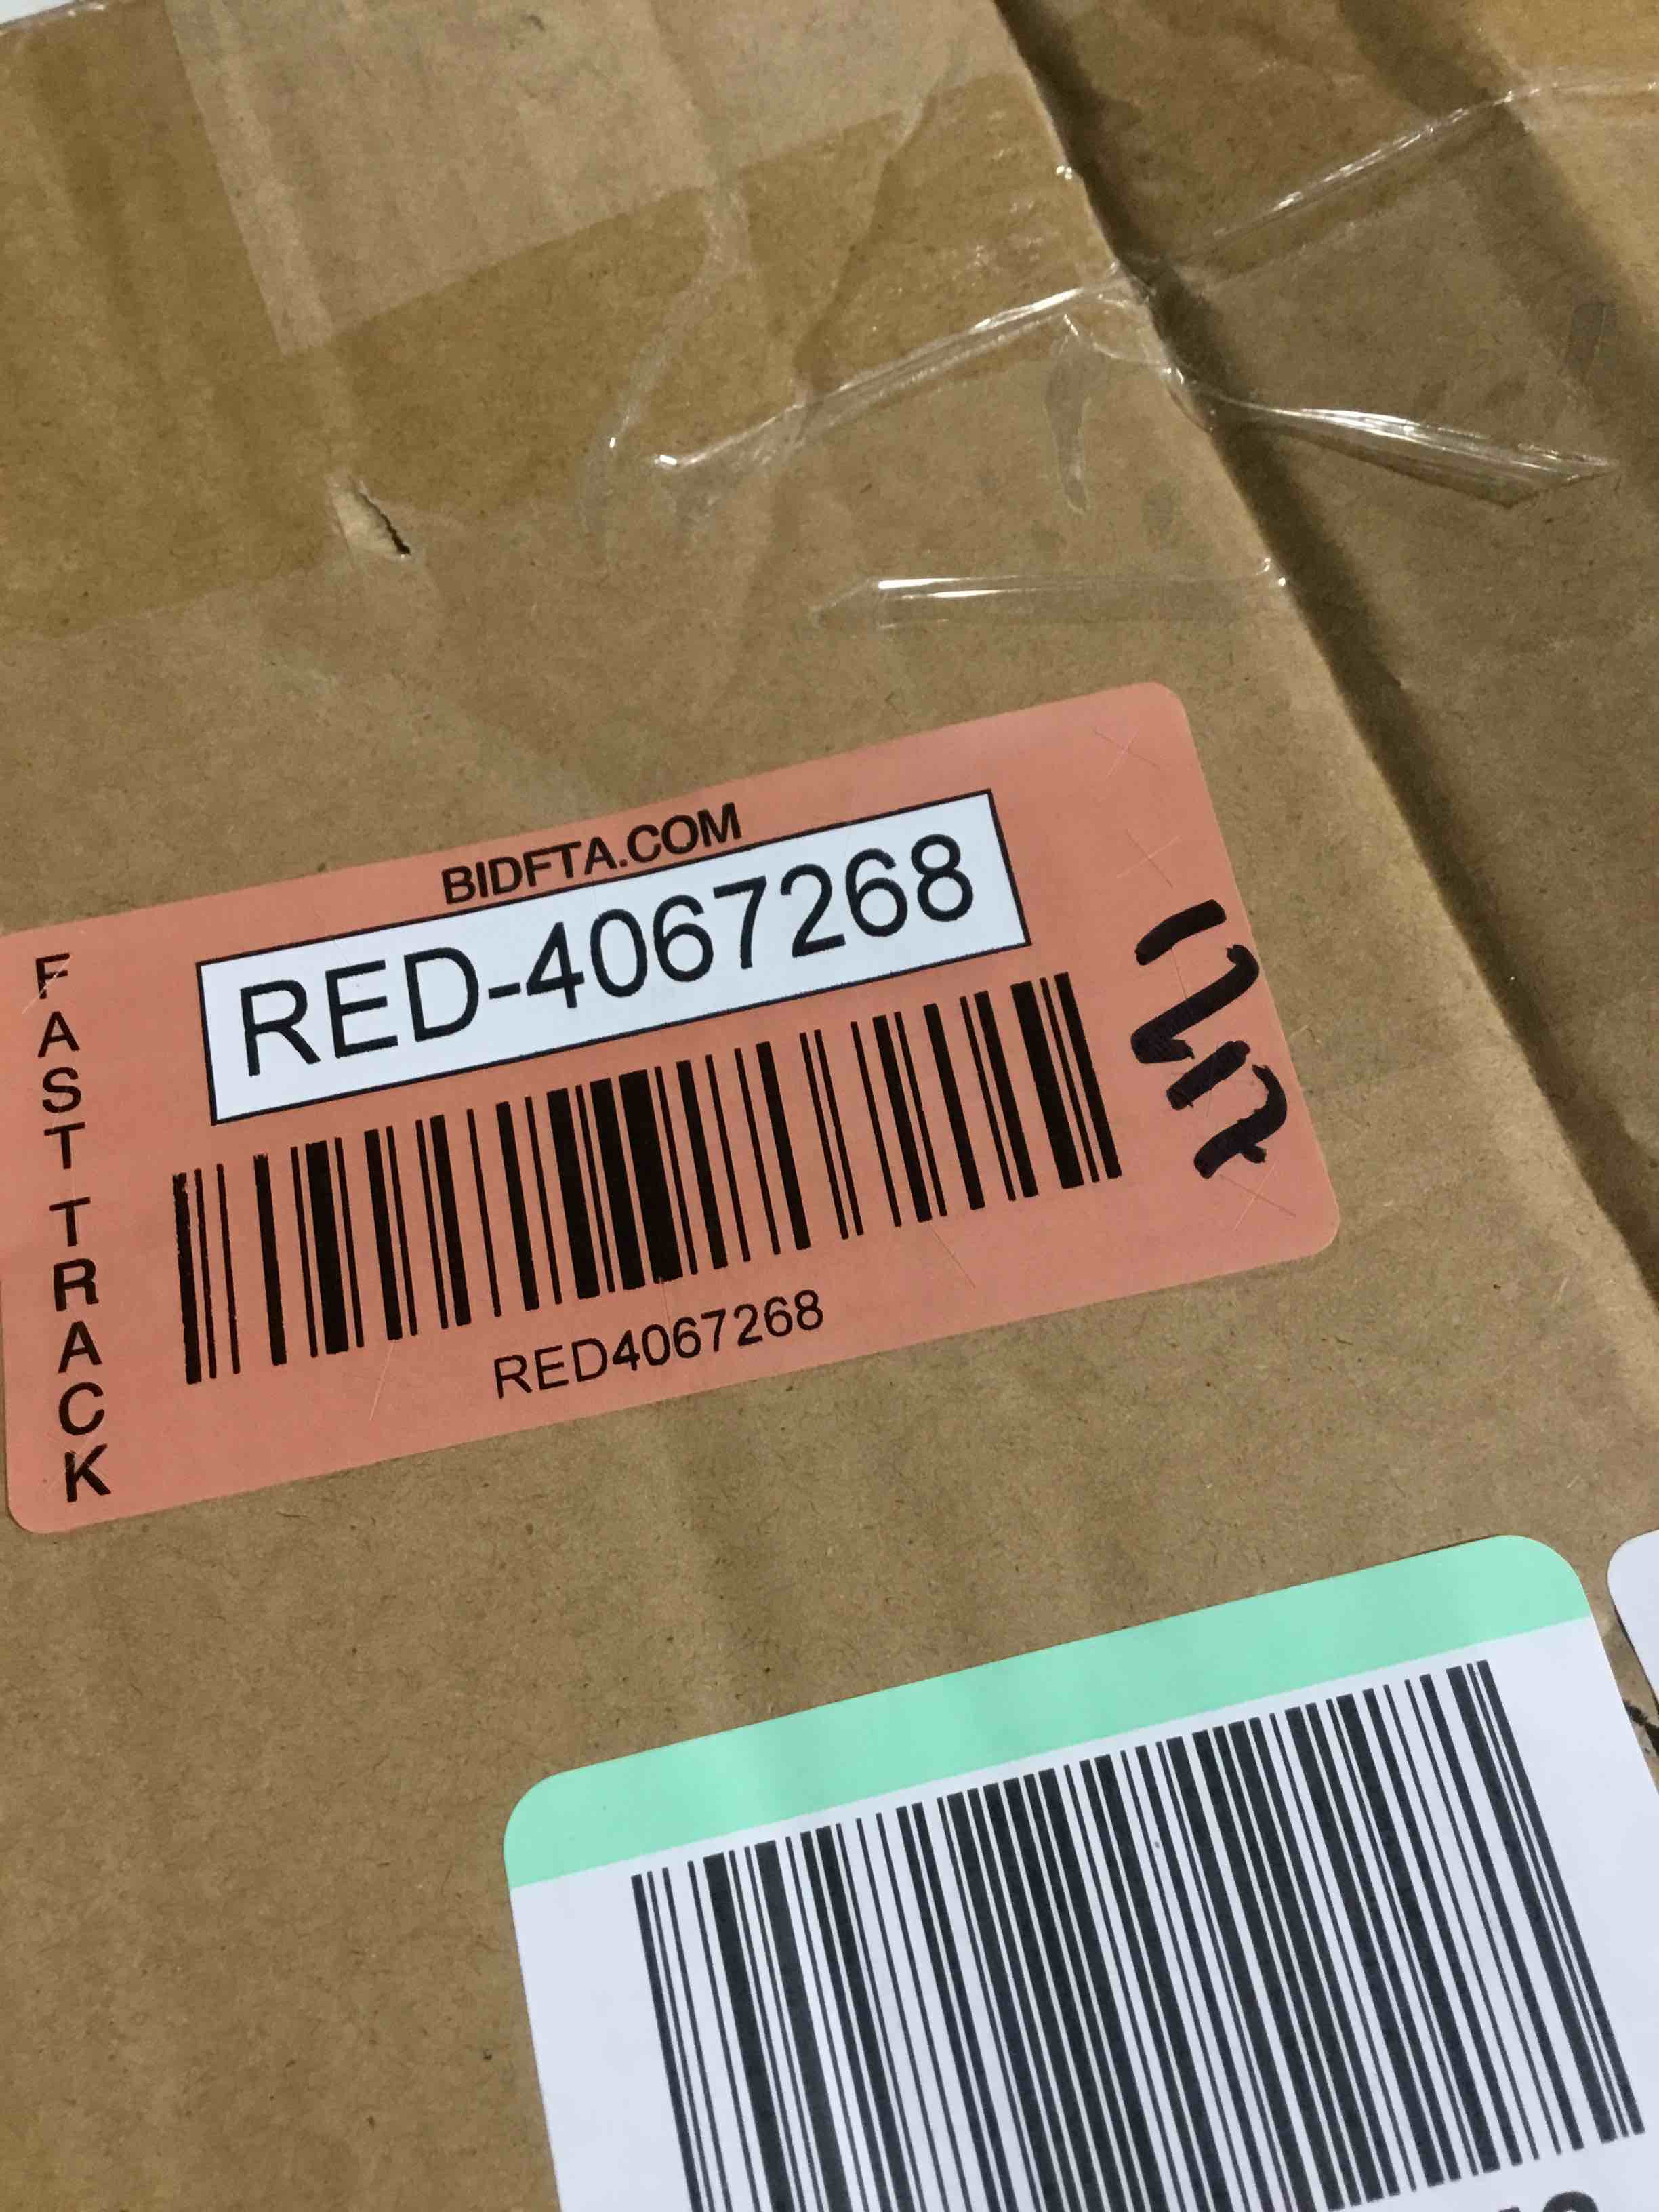 BIDFTA.COM
RED-4067268
FAST TRACK
RED4067268